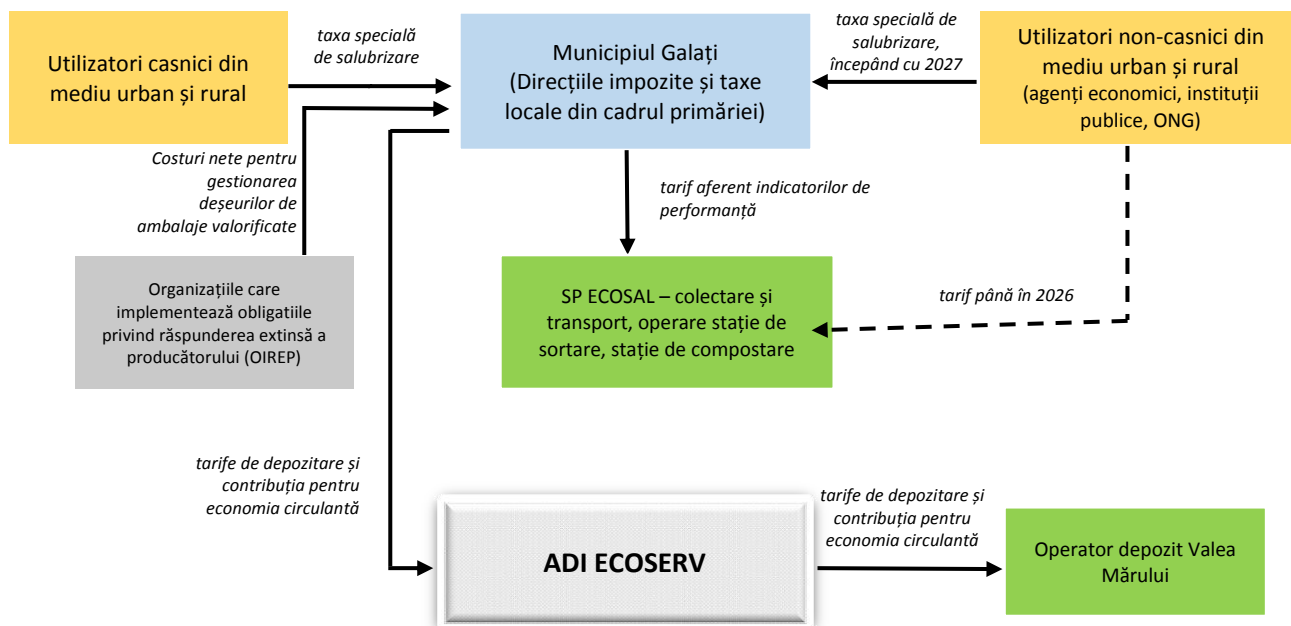 Utilizatori casnici din
mediu urban și rural
taxa specială
de salubrizare
Municipiul Galați
(Direcțiile impozite și taxe
locale din cadrul primăriei)
taxa specială de
salubrizare,
începând cu 2027
Utilizatori non-casnici din
mediu urban și rural
(agenți economici, instituții
publice, ONG)
Costuri nete pentru
gestionarea
deșeurilor de
ambalaje valorificate
tarif aferent indicatorilor de
performanță
Organizațiile care
implementează obligatiile
privind răspunderea extinsă a
producătorului (OIREP)
SP ECOSAL – colectare și
transport, operare stație de
sortare, stație de compostare
tarif până în 2026
tarife de depozitare și
contribuția pentru
economia circulantă
ADI ECOSERV
tarife de depozitare și
contribuția pentru
economia circulantă
Operator depozit Valea
Mărului